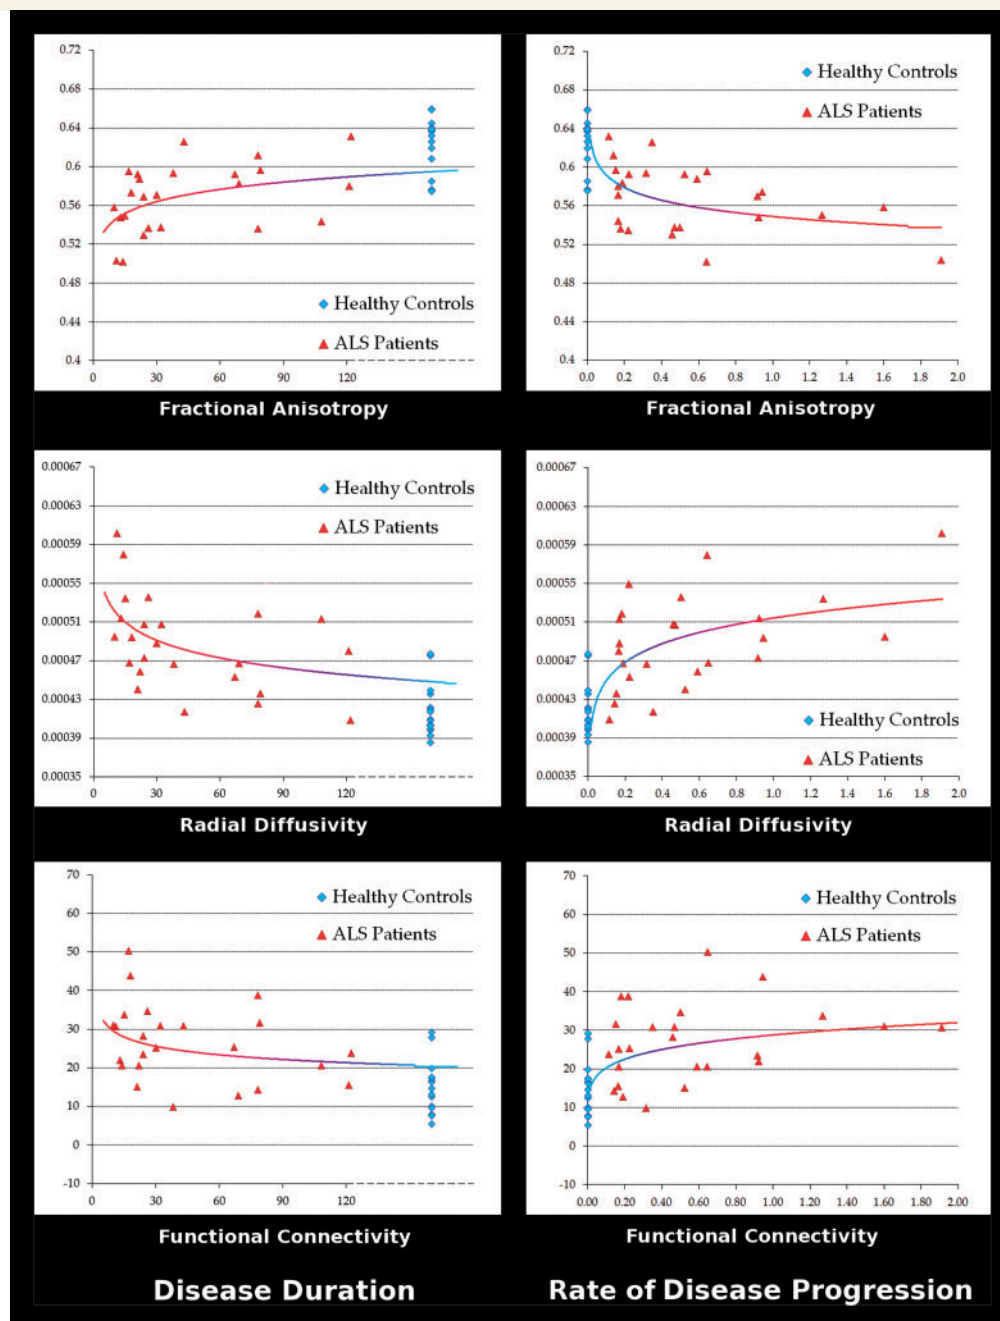 0.72
0.68
0.64
0.6
0.56
0.52
0.48
0.44
0.4
0 30 60 90 120
Healthy Controls
ALS Patients
Fractional Anisotropy
0.72
0.68
0.64
0.6
0.56
0.52
0.48
0.44
0.4
0.0 0.2 0.4 0.6 0.8 1.0 1.2 1.4 1.6 1.8 2.0
Healthy Controls
ALS Patients
Fractional Anisotropy
0.00067
0.00063
0.00059
0.00055
0.00051
0.00047
0.00043
0.00039
0.00035
0 30 60 90 120
Healthy Controls
ALS Patients
Radial Diffusivity
0.00067
0.00063
0.00059
0.00055
0.00051
0.00047
0.00043
0.00039
0.00035
0.0 0.2 0.4 0.6 0.8 1.0 1.2 1.4 1.6 1.8 2.0
Healthy Controls
ALS Patients
Radial Diffusivity
70
60
50
40
30
20
10
0
-10
0 30 60 90 120
Healthy Controls
ALS Patients
Functional Connectivity
70
60
50
40
30
20
10
0
-10
0.00 0.20 0.40 0.60 0.80 1.00 1.20 1.40 1.60 1.80 2.00
Healthy Controls
ALS Patients
Functional Connectivity
Disease Duration
Rate of Disease Progression